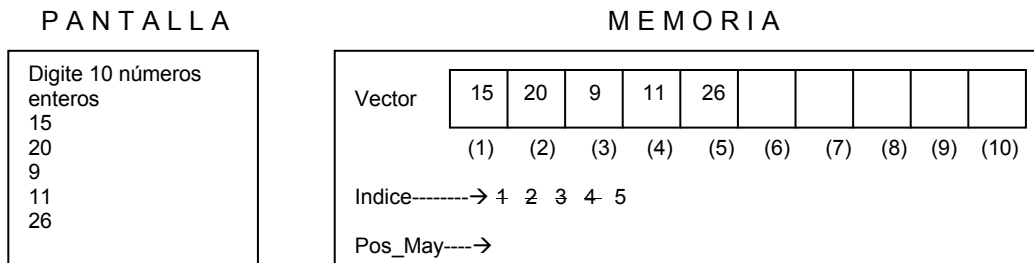 P A N T A L L A
M E M O R I A
Digite 10 números
enteros
15
20
9
11
26
Vector 15 20 9 11 26
(1) (2) (3) (4) (5) (6) (7) (8) (9) (10)
Indice--------→ 1 2 3 4 5
Pos_May----→